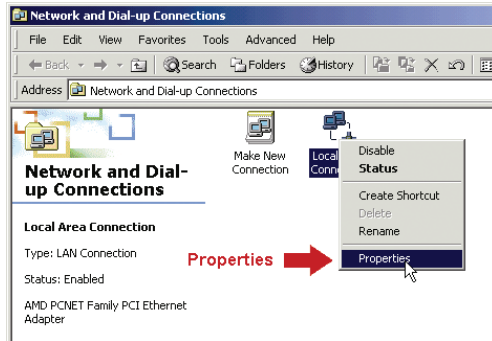 Network and Dial-up Connections
File Edit View Favorites Tools Advanced Help
Back Search Folders History
Address Network and Dial-up Connections
Network and Dial-up Connections
Local Area Connection
Type: LAN Connection
Status: Enabled
AMD PCNET Family PCI Ethernet Adapter
Make New Connection
Local
Conn
Disable
Status
Create Shortcut
Delete
Rename
Properties
Properties